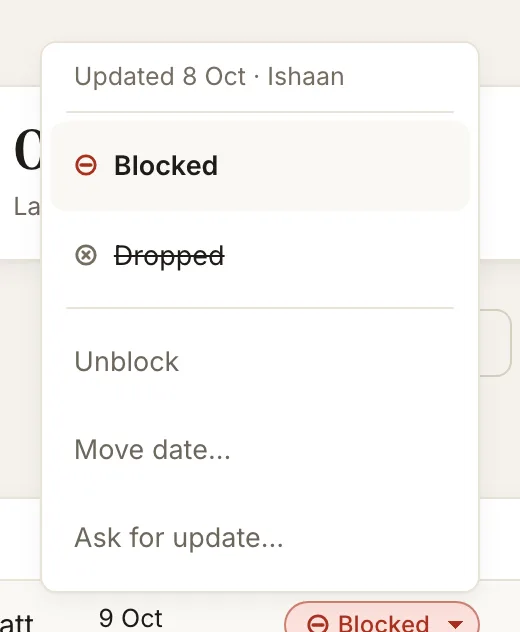 Updated 8 Oct · Ishaan
Blocked
Dropped
Unblock
Move date...
Ask for update...
9 Oct
Blocked